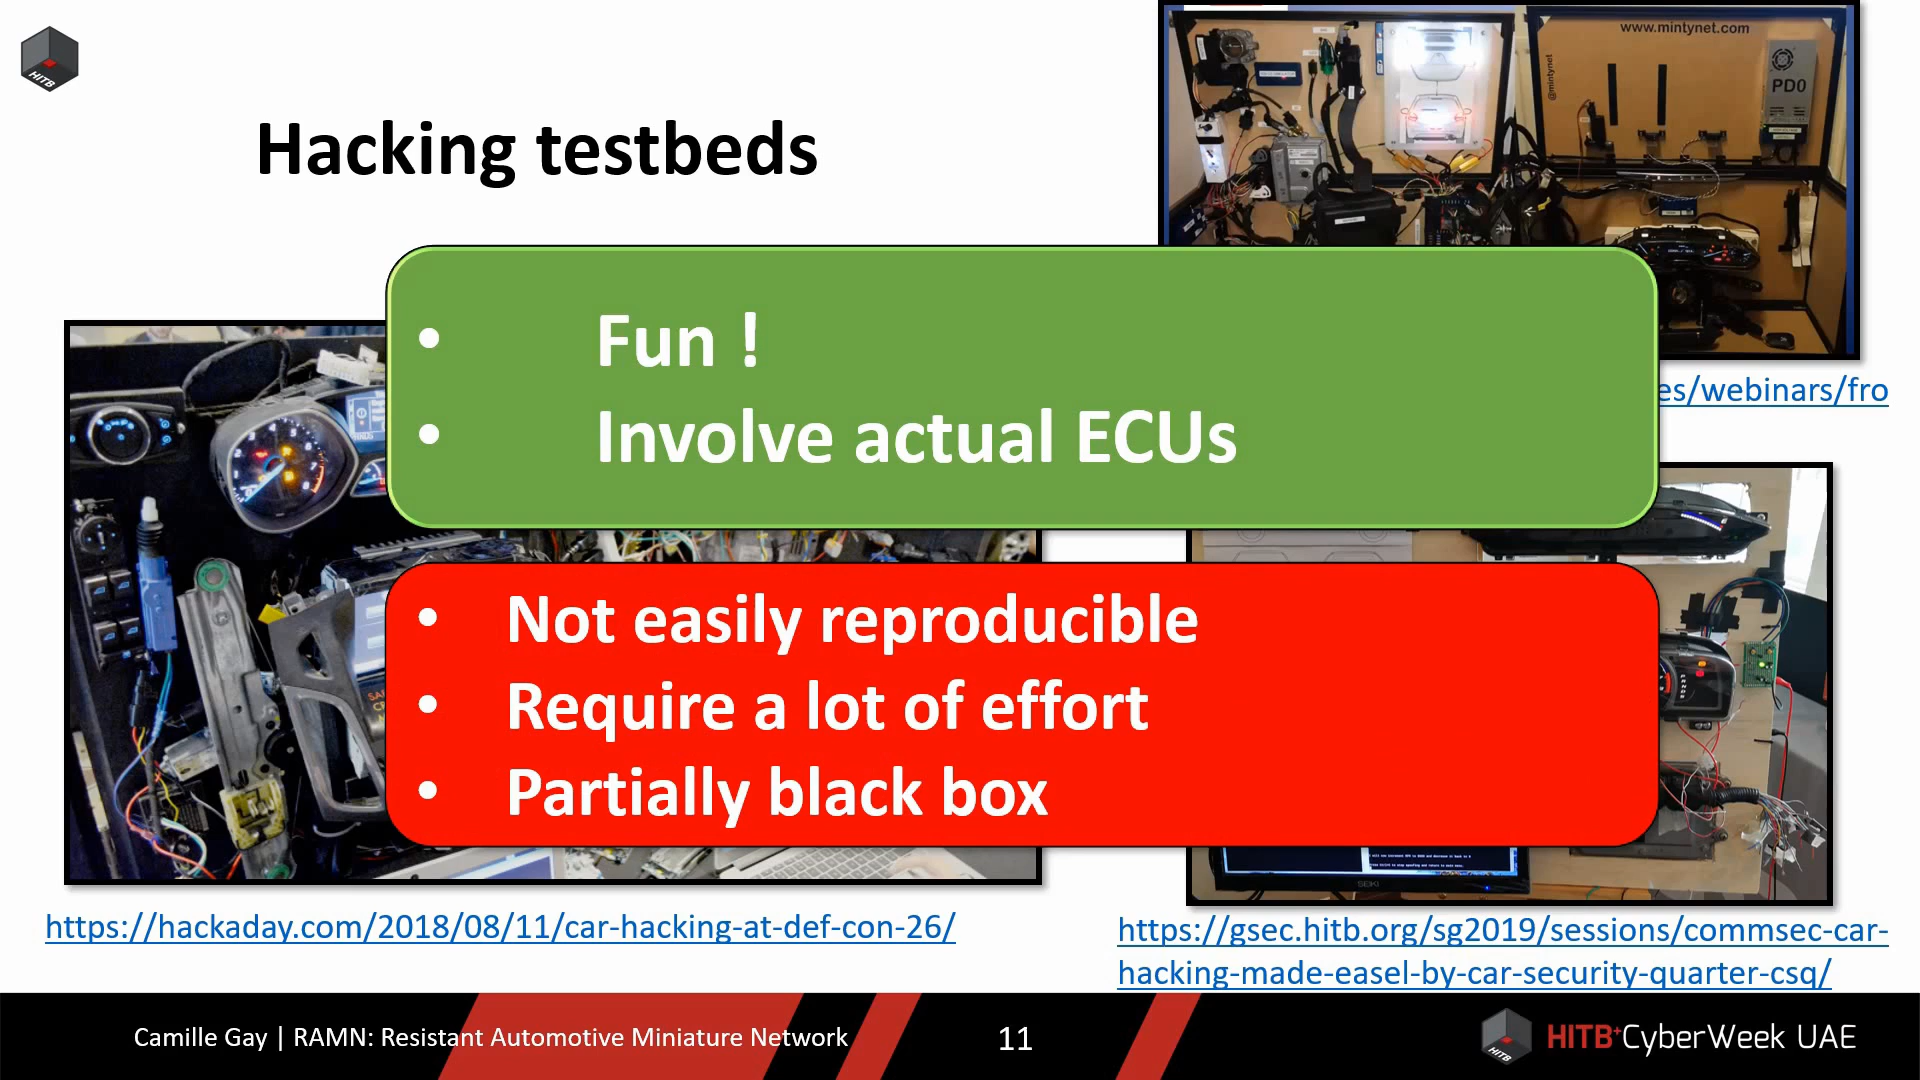 HITB
Hacking testbeds
www.mintynet.com
@mintynet
PD0
• Fun !
• Involve actual ECUs
es/webinars/fro
• Not easily reproducible
• Require a lot of effort
• Partially black box
SEIKI
https://hackaday.com/2018/08/11/car-hacking-at-def-con-26/
https://gsec.hitb.org/sg2019/sessions/commsec-car-
hacking-made-easel-by-car-security-quarter-csq/
Camille Gay | RAMN: Resistant Automotive Miniature Network
11
HITB
HITB+CyberWeek UAE